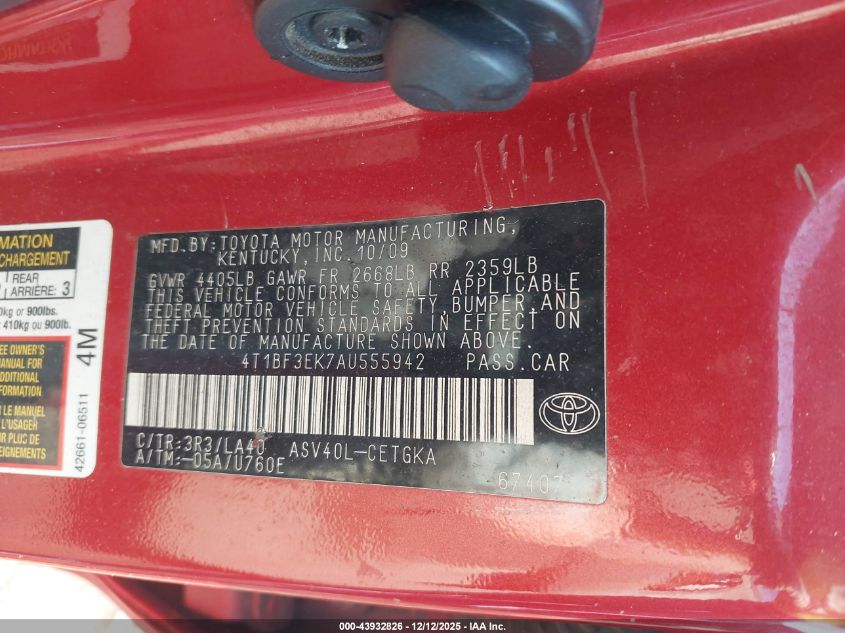 MFD. BY: TOYOTA MOTOR MANUFACTURING,
KENTUCKY, INC. 10/09
GVWR 4405LB GAWR FR 2668LB RR 2359LB
THIS VEHICLE CONFORMS TO ALL APPLICABLE
FEDERAL MOTOR VEHICLE SAFETY, BUMPER, AND
THEFT PREVENTION STANDARDS IN EFFECT ON
THE DATE OF MANUFACTURE SHOWN ABOVE.
4T1BF3EK7AU555942 PASS.CAR
C/TR:3R3/LA40 ASV40L-CETGKA
A/TM:-05A/U760E
67407
MATION
CHARGEMENT
REAR
ARRIÈRE: 3
kg or 900lbs.
410kg ou 900lb.
4M
EE OWNER'S
MANUAL FOR
DDITIONAL
FORMATION
LE MANUEL
L'USAGER
PLUS DE
EIGNEMENTS
42661-06511
000-43932826 - 12/12/2025 - IAA Inc.